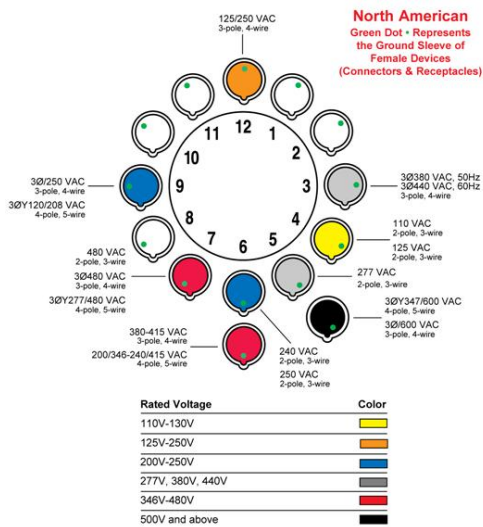 North American
Green Dot • Represents
the Ground Sleeve of
Female Devices
(Connectors & Receptacles)
125/250 VAC
3-pole, 4-wire
12
1
2
3
4
5
6
7
8
9
10
11
3Ø380 VAC, 50Hz
3Ø440 VAC, 60Hz
3-pole, 4-wire
110 VAC
2-pole, 3-wire
125 VAC
2-pole, 3-wire
277 VAC
2-pole, 3-wire
3ØY347/600 VAC
4-pole, 5-wire
3Ø/600 VAC
3-pole, 4-wire
240 VAC
2-pole, 3-wire
250 VAC
2-pole, 3-wire
380-415 VAC
3-pole, 4-wire
200/346-240/415 VAC
4-pole, 5-wire
480 VAC
2-pole, 3-wire
3Ø480 VAC
3-pole, 4-wire
3ØY277/480 VAC
4-pole, 5-wire
3Ø/250 VAC
3-pole, 4-wire
3ØY120/208 VAC
4-pole, 5-wire
Rated Voltage Color
110V-130V
125V-250V
200V-250V
277V, 380V, 440V
346V-480V
500V and above